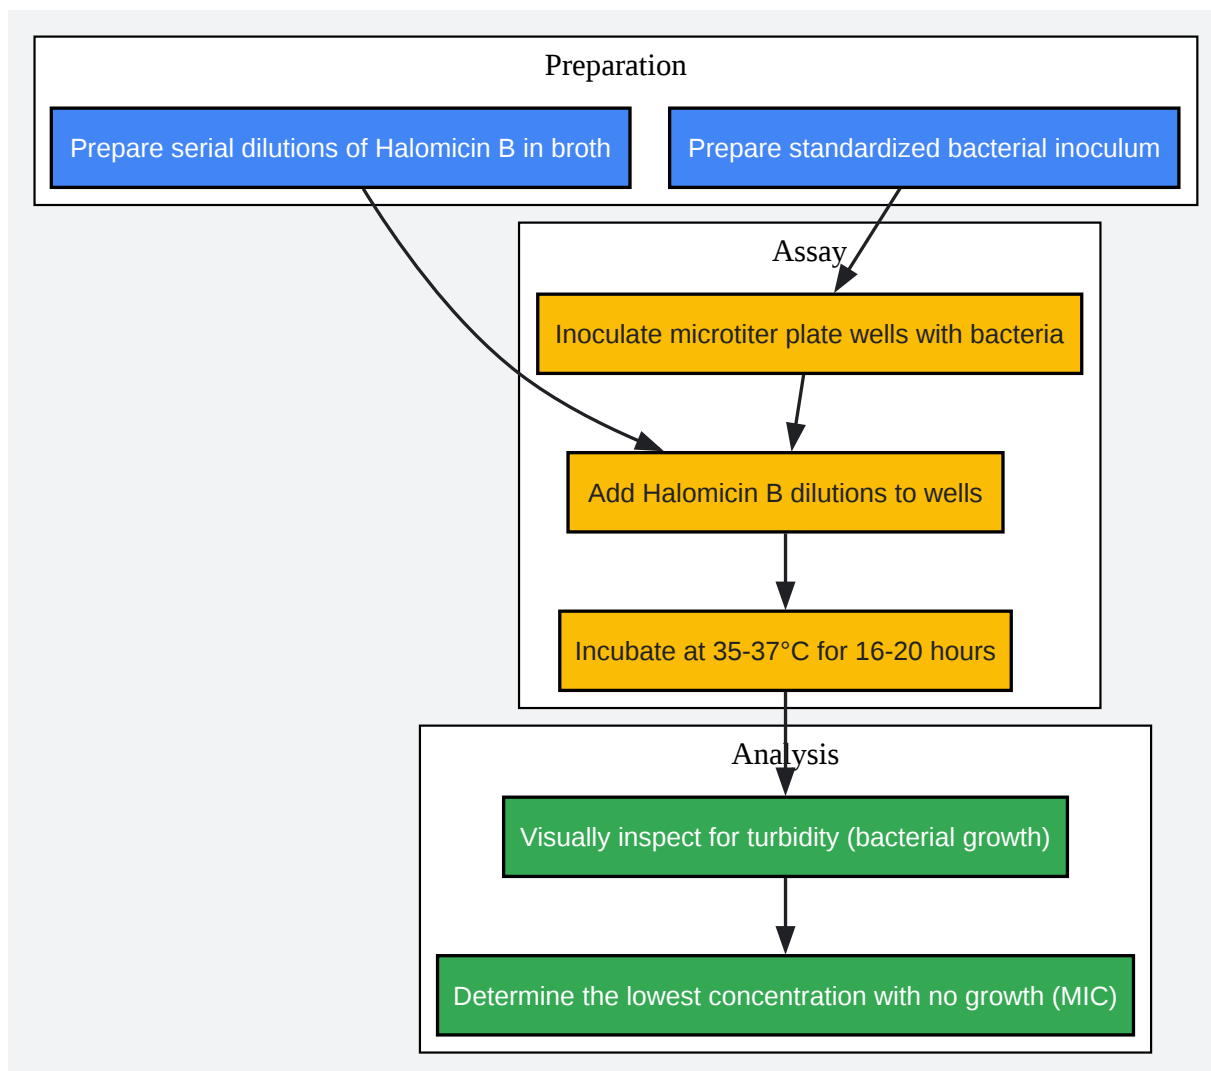 Preparation
Prepare serial dilutions of Halomicin B in broth
Prepare standardized bacterial inoculum
Assay
Inoculate microtiter plate wells with bacteria
Add Halomicin B dilutions to wells
Incubate at 35-37°C for 16-20 hours
Analysis
Visually inspect for turbidity (bacterial growth)
Determine the lowest concentration with no growth (MIC)